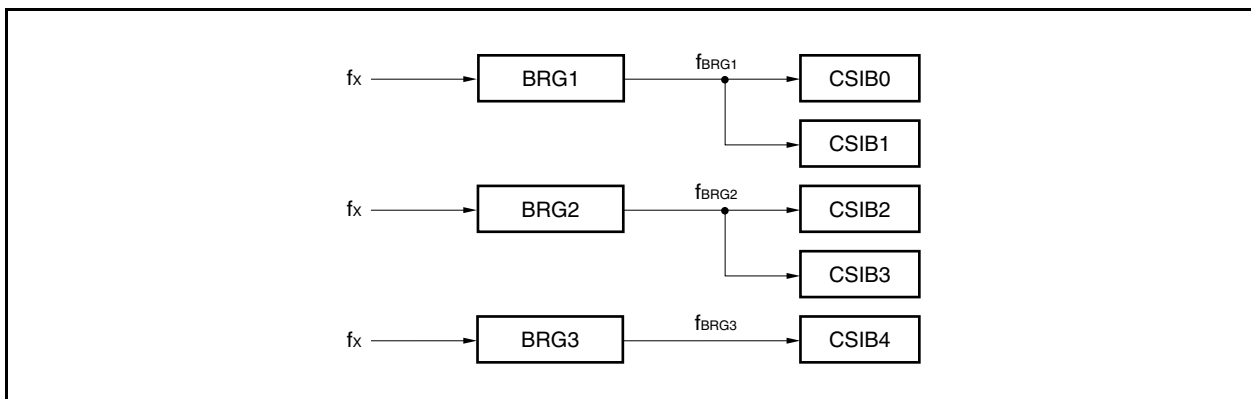 fX BRG1 fBRG1 CSIB0
CSIB1
fX BRG2 fBRG2 CSIB2
CSIB3
fX BRG3 fBRG3 CSIB4